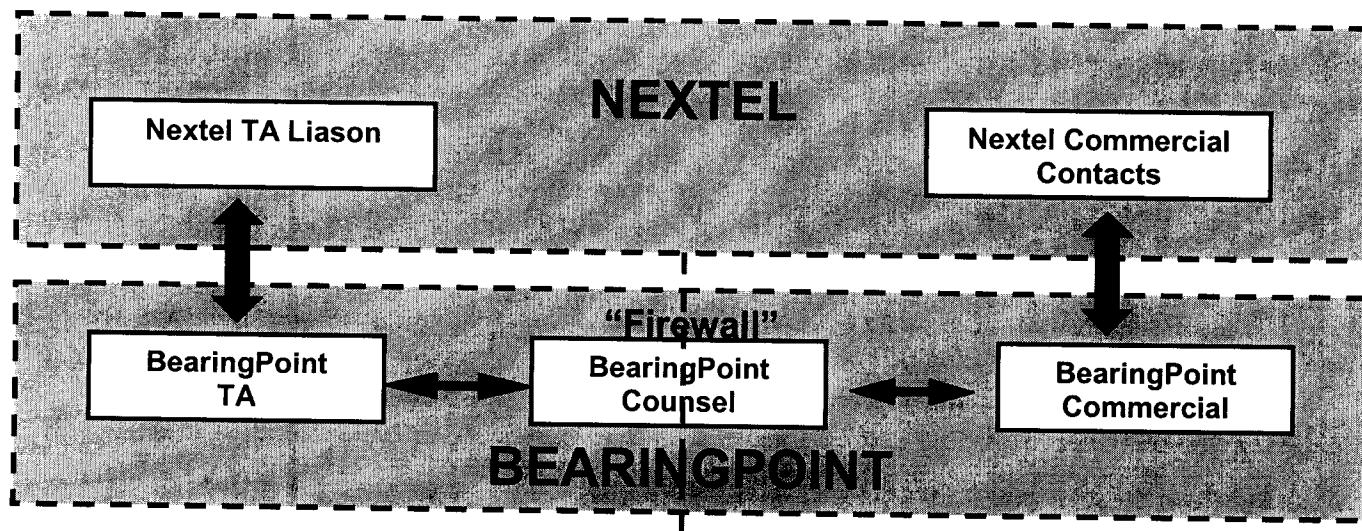 NEXTEL
Nextel TA Liason
Nextel Commercial
Contacts
“Firewall”
BearingPoint
TA
BearingPoint
Counsel
BearingPoint
Commercial
BEARINGPOINT